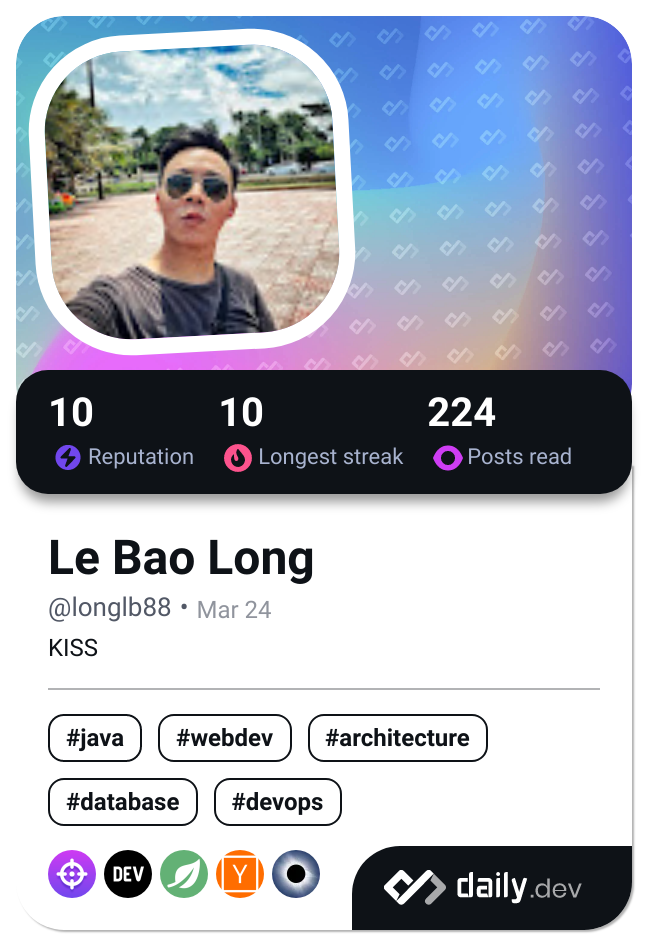 10 10 224
Reputation Longest streak Posts read
Le Bao Long
@longlb88 • Mar 24
KISS
#java #webdev #architecture
#database #devops
DEV Y daily.dev